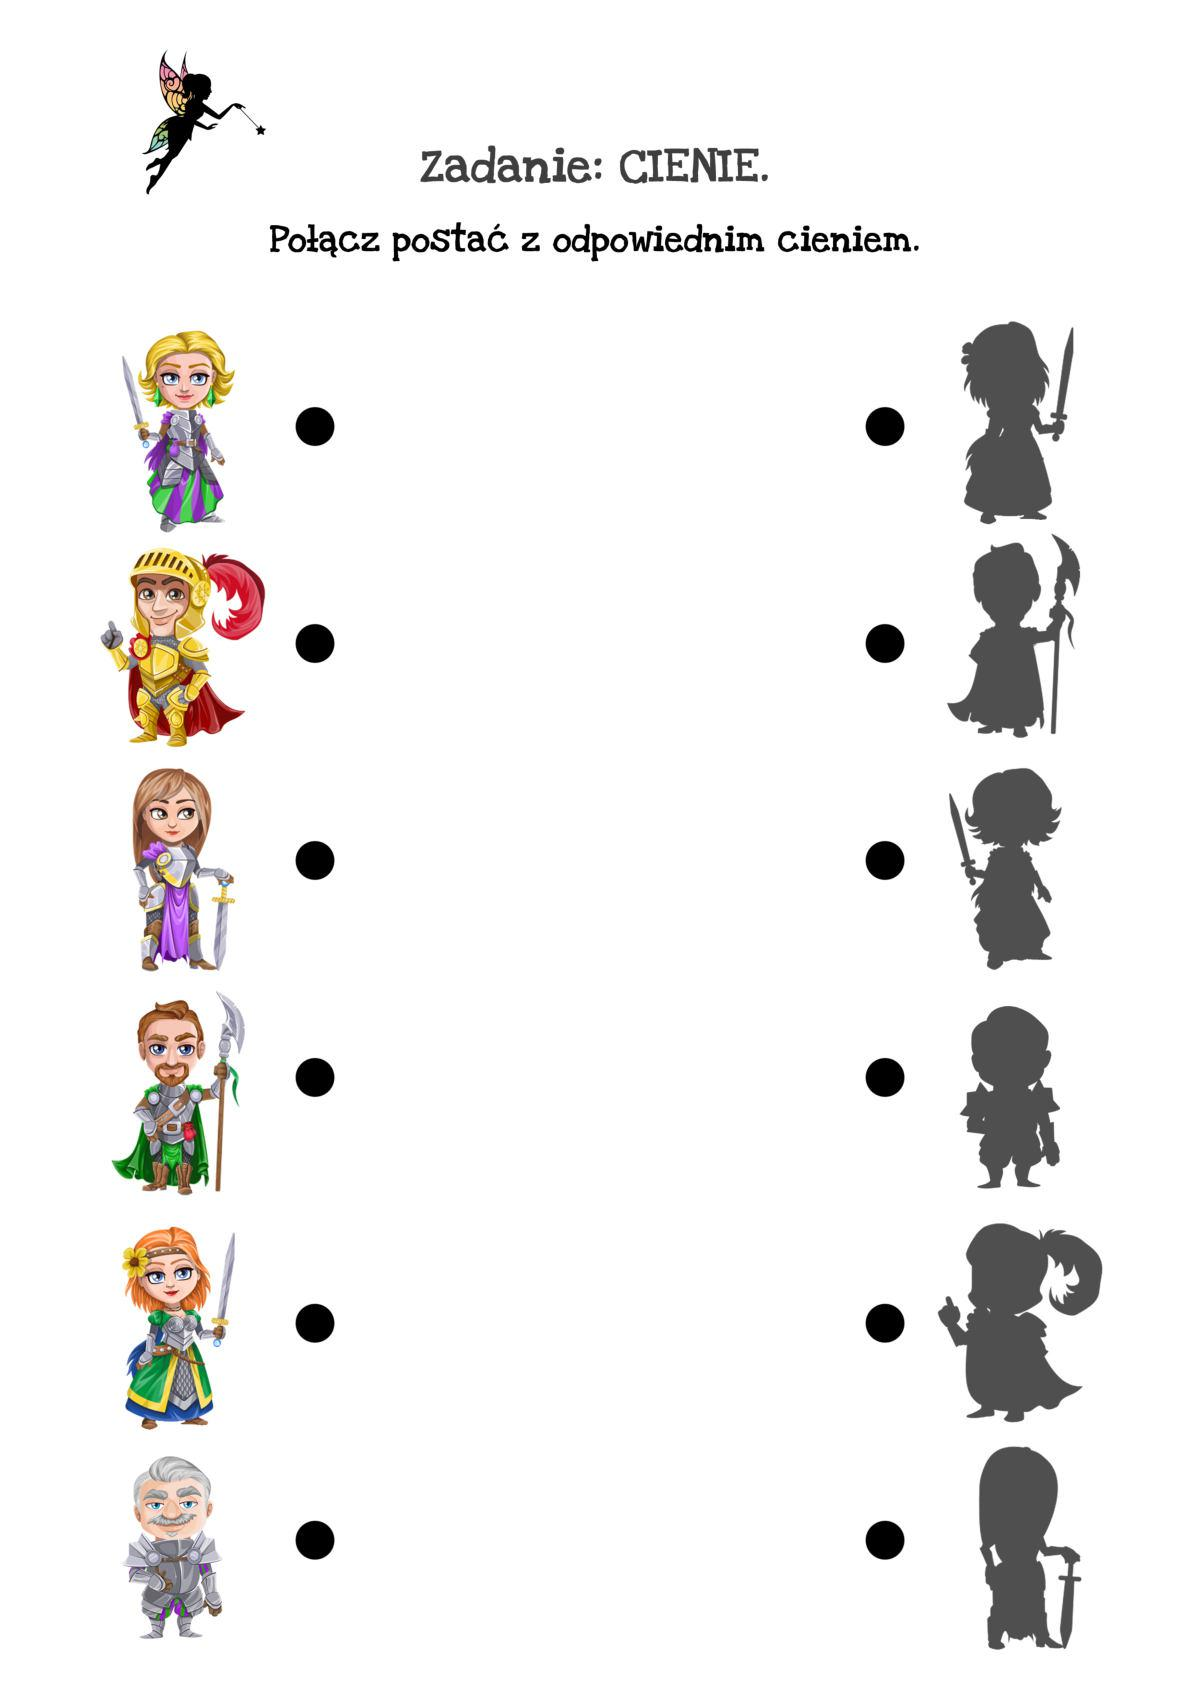 Zadanie: CIENIE.
Połącz postać z odpowiednim cieniem.